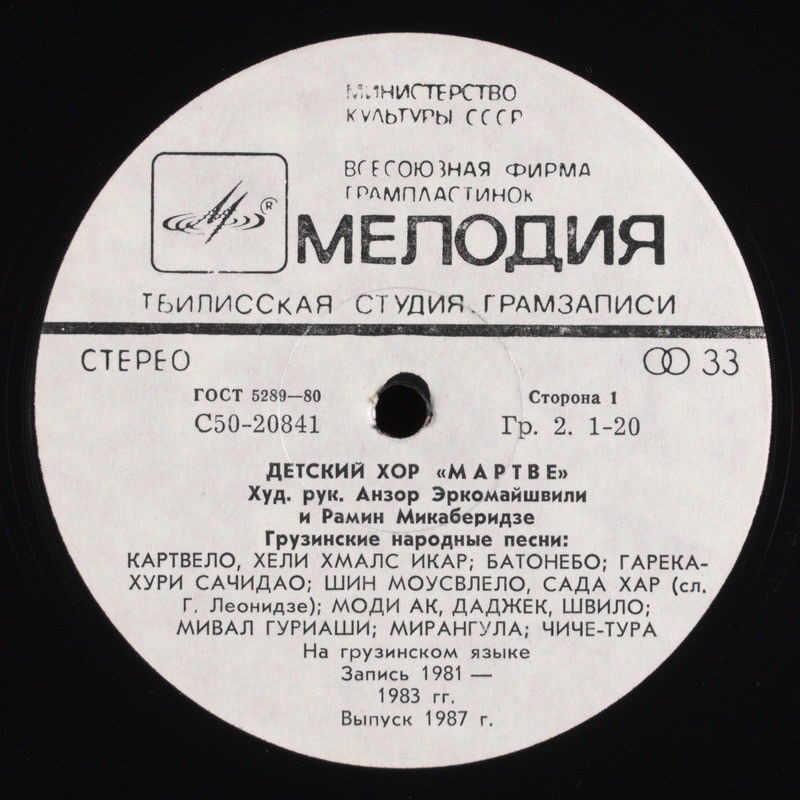 МИНИСТЕРСТВО
КУЛЬТУРЫ СССР
ВСЕСОЮЗНАЯ ФИРМА
ГРАМПЛАСТИНОК
®
МЕЛОДИЯ
ТБИЛИССКАЯ СТУДИЯ ГРАМЗАПИСИ
СТЕРЕО
33
ГОСТ 5289—80
Сторона 1
С50-20841
Гр. 2. 1-20
ДЕТСКИЙ ХОР «МАРТВЕ»
Худ. рук. Анзор Эркомайшвили
и Рамин Микаберидзе
Грузинские народные песни:
КАРТВЕЛО, ХЕЛИ ХМАЛС ИКАР; БАТОНЕБО; ГАРЕКА-
ХУРИ САЧИДАО; ШИН МОУСВЛЕЛО, САДА ХАР (сл.
Г. Леонидзе); МОДИ АК, ДАДЖЕК, ШВИЛО;
МИВАЛ ГУРИАШИ; МИРАНГУЛА; ЧИЧЕ-ТУРА
На грузинском языке
Запись 1981 —
1983 гг.
Выпуск 1987 г.